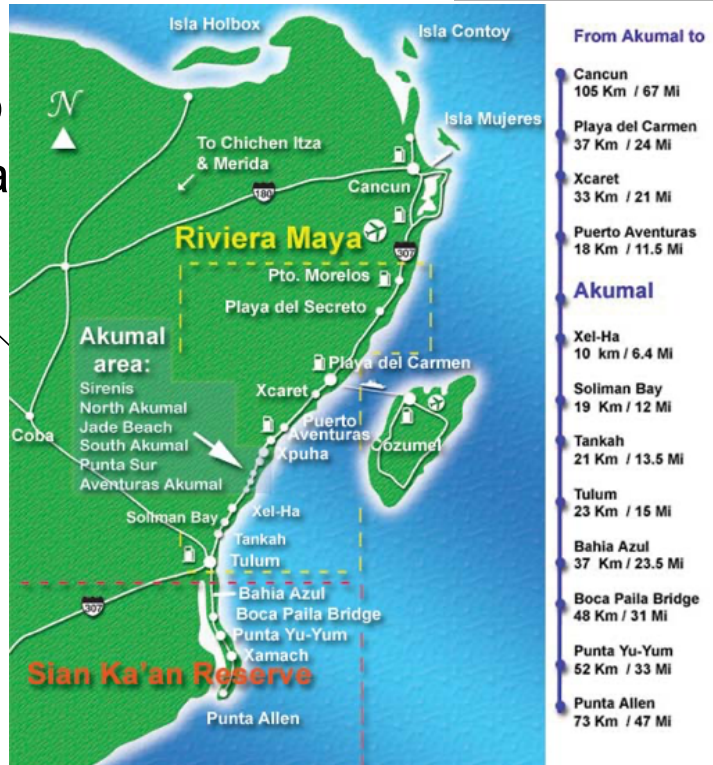 Isla Holbox
Isla Contoy
N
Isla Mujeres
To Chichen Itza
& Merida
180
Cancun
Riviera Maya
307
Pto. Morelos
Playa del Secreto
Akumal
area:
Sirenis
North Akumal
Jade Beach
South Akumal
Punta Sur
Aventuras Akumal
Playa del Carmen
Xcaret
Puerto
Aventuras
Xpuha
Cozumel
Coba
Soliman Bay
Xel-Ha
Tankah
Tulum
307
Bahia Azul
Boca Paila Bridge
Punta Yu-Yum
Xamach
Sian Ka'an Reserve
Punta Allen
From Akumal to
Cancun
105 Km / 67 Mi
Playa del Carmen
37 Km / 24 Mi
Xcaret
33 Km / 21 Mi
Puerto Aventuras
18 Km / 11.5 Mi
Akumal
Xel-Ha
10 km / 6.4 Mi
Soliman Bay
19 Km / 12 Mi
Tankah
21 Km / 13.5 Mi
Tulum
23 Km / 15 Mi
Bahia Azul
37 Km / 23.5 Mi
Boca Paila Bridge
48 Km / 31 Mi
Punta Yu-Yum
52 Km / 33 Mi
Punta Allen
73 Km / 47 Mi